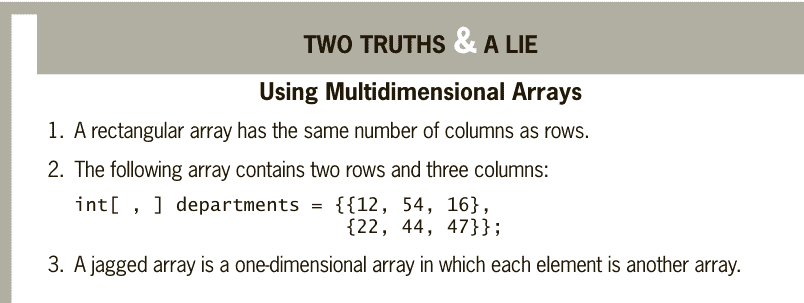 TWO TRUTHS & A LIE
Using Multidimensional Arrays
1. A rectangular array has the same number of columns as rows.
2. The following array contains two rows and three columns:
int[ , ] departments = {{12, 54, 16},
{22, 44, 47}};
3. A jagged array is a one-dimensional array in which each element is another array.